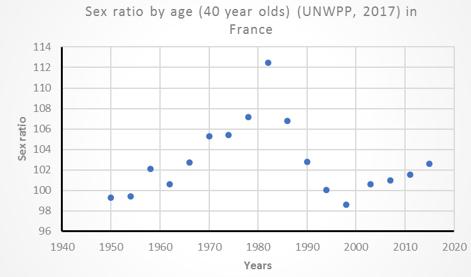 Sex ratio by age (40 year olds) (UNWPP, 2017) in
France
114
112
110
108
106
104
102
100
98
96
Sex ratio
1940 1950 1960 1970 1980 1990 2000 2010 2020
Years